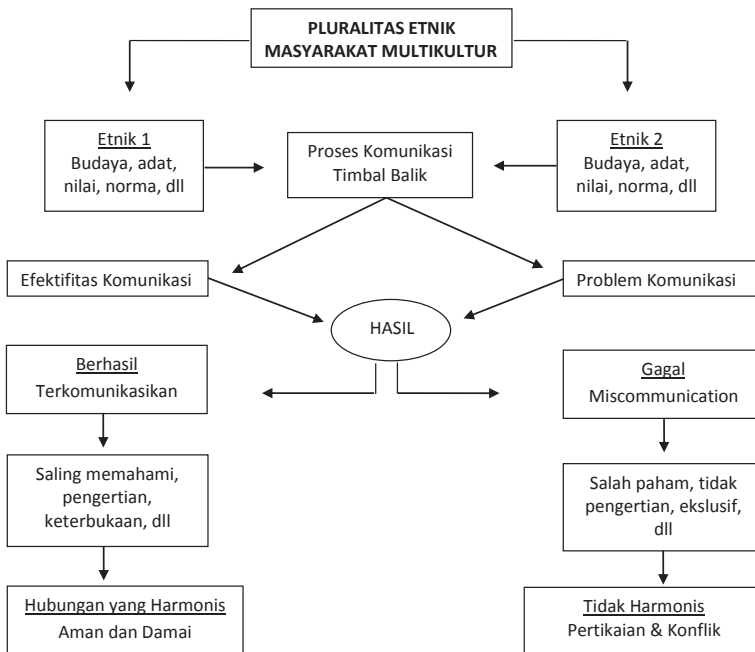 PLURALITAS ETNIK
MASYARAKAT MULTIKULTUR
Etnik 1
Budaya, adat,
nilai, norma, dll
Proses Komunikasi
Timbal Balik
Etnik 2
Budaya, adat,
nilai, norma, dll
Efektifitas Komunikasi
Problem Komunikasi
HASIL
Berhasil
Terkomunikasikan
Gagal
Miscommunication
Saling memahami,
pengertian,
keterbukaan, dll
Salah paham, tidak
pengertian, ekslusif,
dll
Hubungan yang Harmonis
Aman dan Damai
Tidak Harmonis
Pertikaian & Konflik